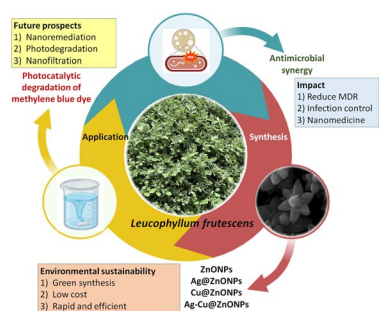 Future prospects
1) Nanoremediation
2) Photodegradation
3) Nanofiltration
Photocatalytic
degradation of
methylene blue dye
Antimicrobial
synergy
Impact
1) Reduce MDR
2) Infection control
3) Nanomedicine
Application
Synthesis
Leucophyllum frutescens
Environmental sustainability
1) Green synthesis
2) Low cost
3) Rapid and efficient
ZnONPs
Ag@ZnONPs
Cu@ZnONPs
Ag-Cu@ZnONPs